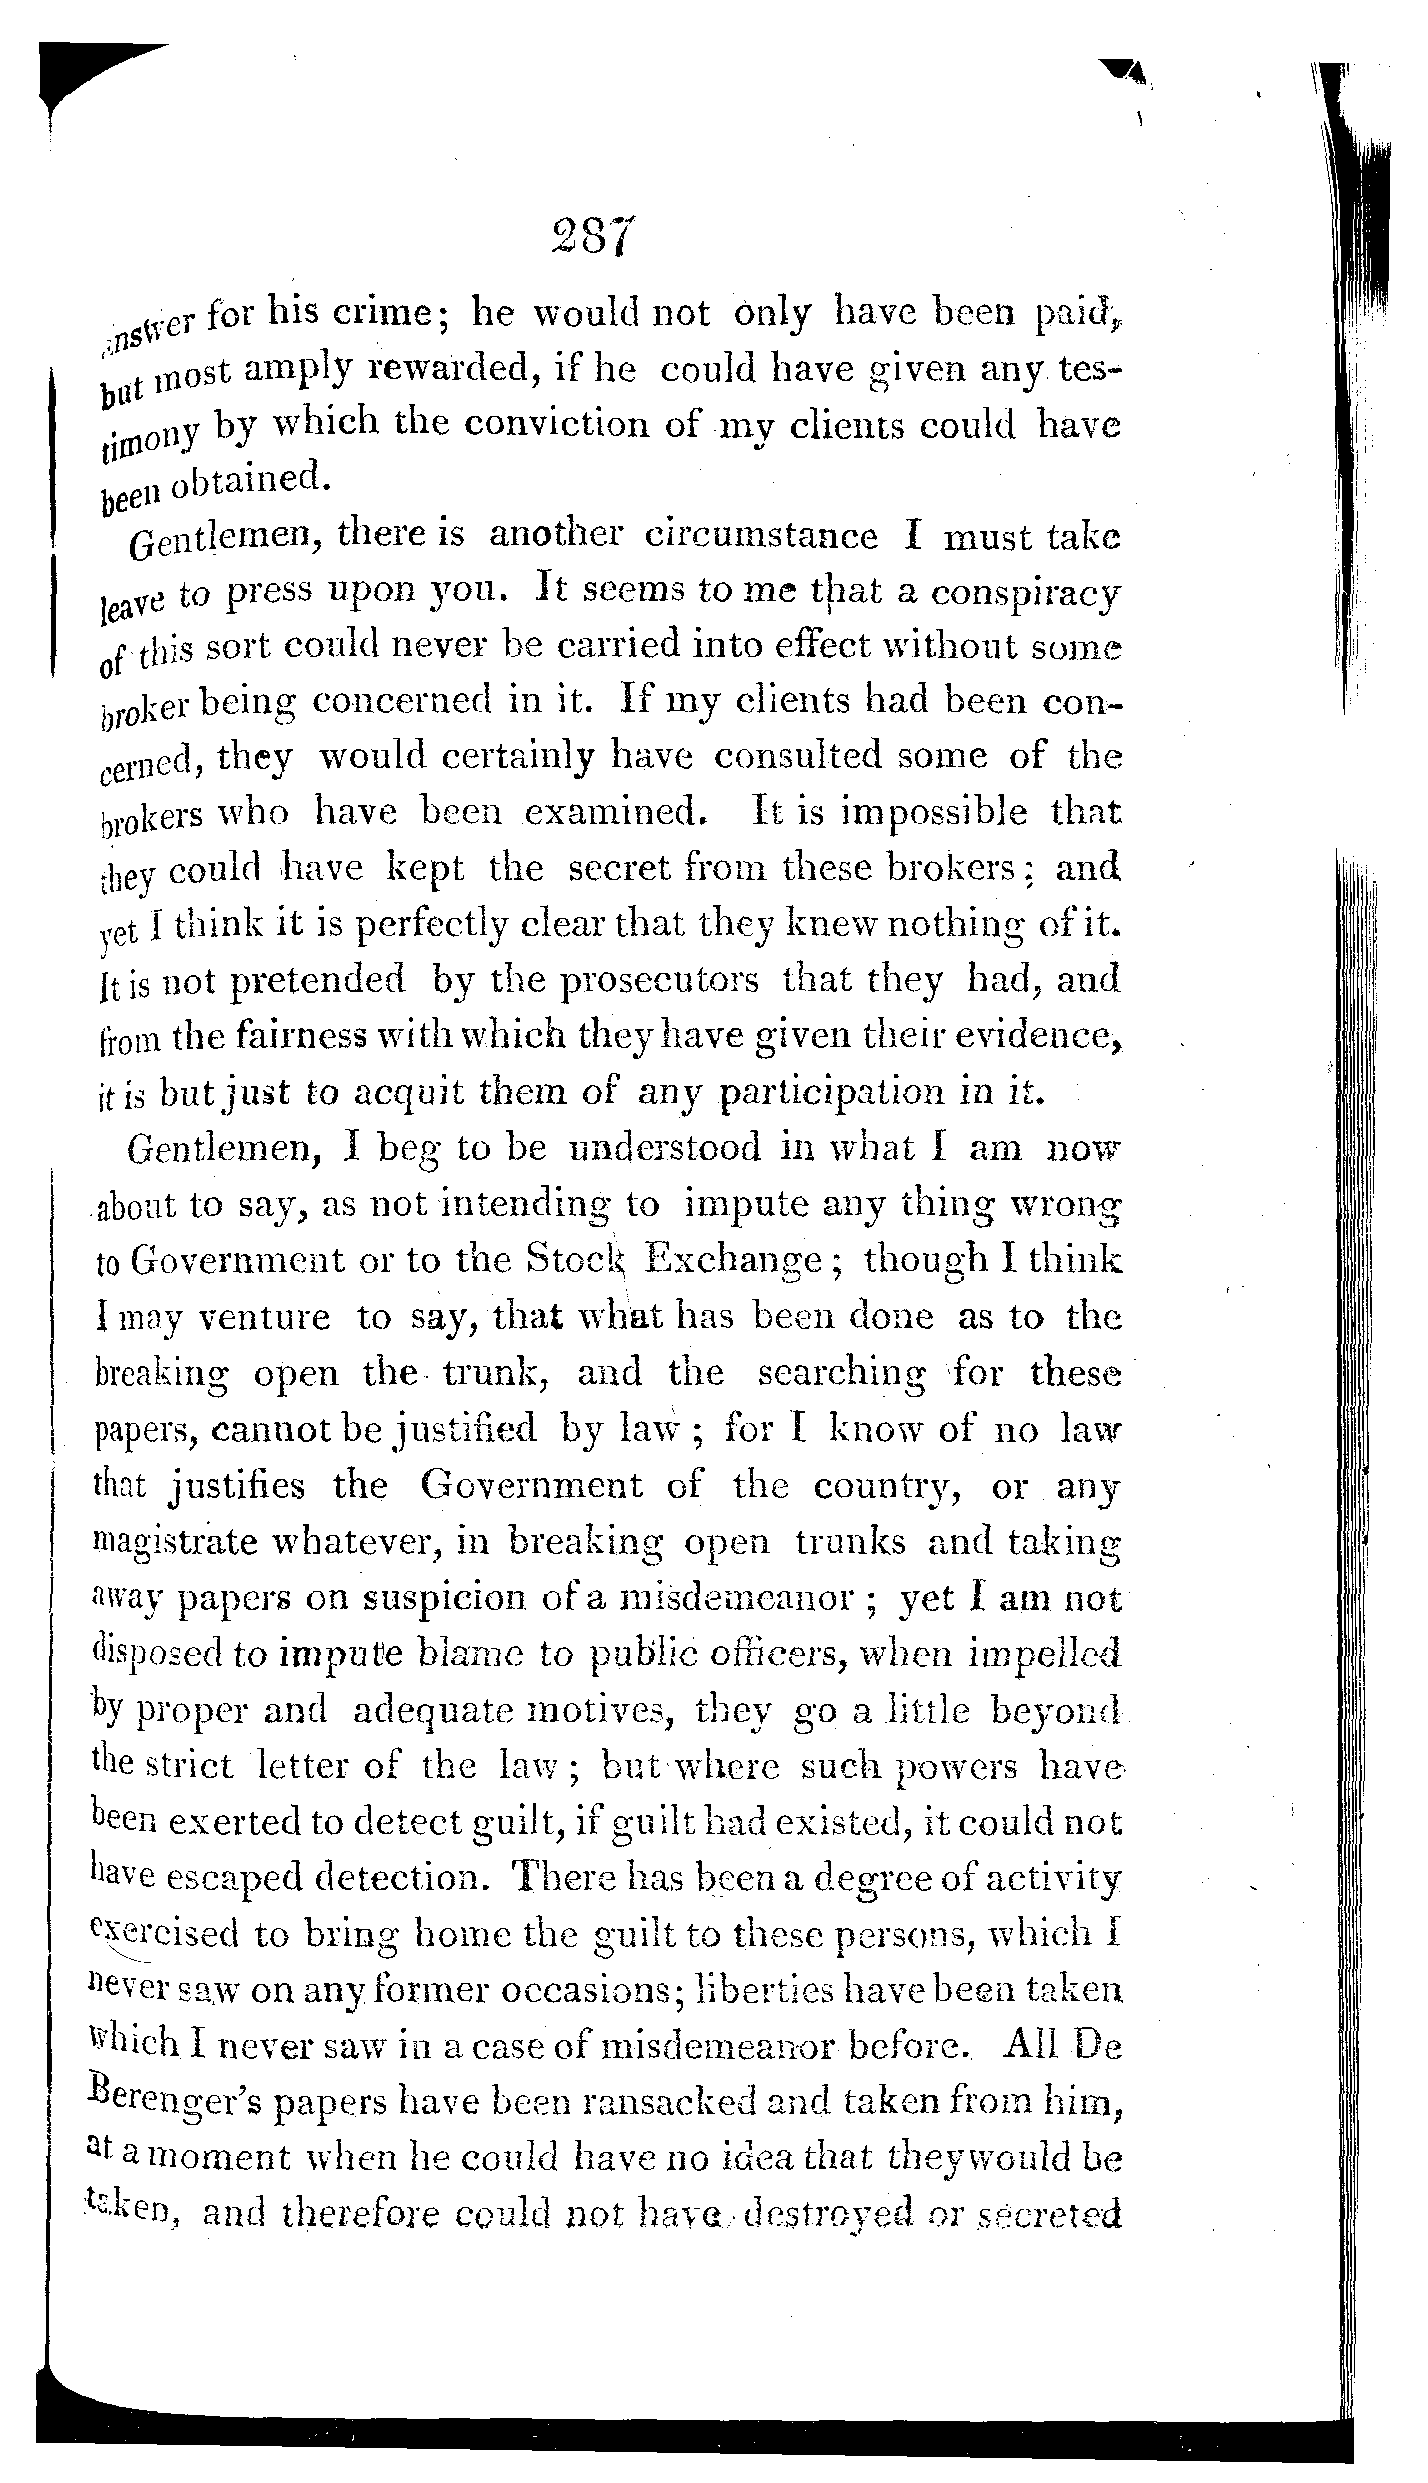 287
answer for his crime; he would not only have been paid,
but most amply rewarded, if he could have given any tes-
timony by which the conviction of my clients could have
been obtained.
Gentlemen, there is another circumstance I must take
leave to press upon you. It seems to me that a conspiracy
of this sort could never be carried into effect without some
broker being concerned in it. If my clients had been con-
cerned, they would certainly have consulted some of the
brokers who have been examined. It is impossible that
they could have kept the secret from these brokers; and
yet I think it is perfectly clear that they knew nothing of it.
It is not pretended by the prosecutors that they had, and
from the fairness with which they have given their evidence,
it is but just to acquit them of any participation in it.
Gentlemen, I beg to be understood in what I am now
about to say, as not intending to impute any thing wrong
to Government or to the Stock Exchange; though I think
I may venture to say, that what has been done as to the
breaking open the trunk, and the searching for these
papers, cannot be justified by law; for I know of no law
that justifies the Government of the country, or any
magistrate whatever, in breaking open trunks and taking
away papers on suspicion of a misdemeanor; yet I am not
disposed to impute blame to public officers, when impelled
by proper and adequate motives, they go a little beyond
the strict letter of the law; but where such powers have
been exerted to detect guilt, if guilt had existed, it could not
have escaped detection. There has been a degree of activity
exercised to bring home the guilt to these persons, which I
never saw on any former occasions; liberties have been taken
which I never saw in a case of misdemeanor before. All De
Berenger's papers have been ransacked and taken from him,
at a moment when he could have no idea that they would be
taken, and therefore could not have destroyed or secreted